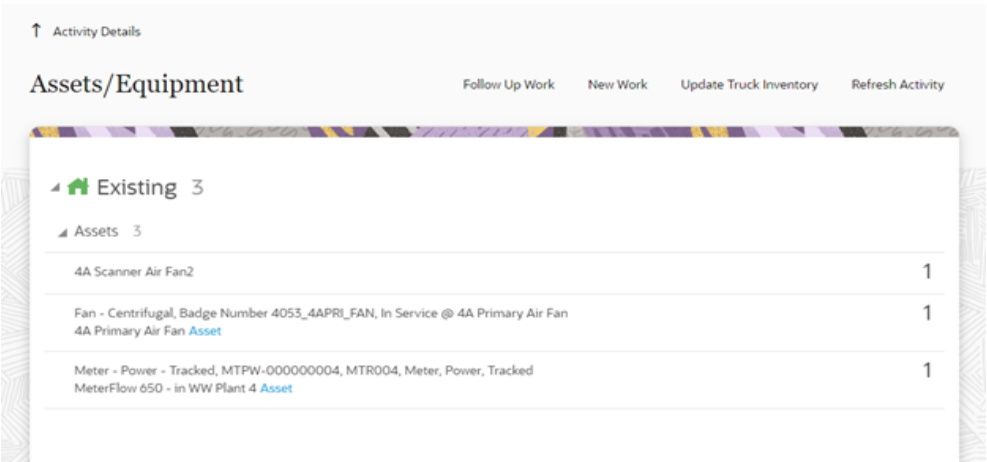 ↑ Activity Details
Assets/Equipment
Follow Up Work New Work Update Truck Inventory Refresh Activity
Existing 3
Assets 3
4A Scanner Air Fan2 1
Fan - Centrifugal, Badge Number 4053_4APRI_FAN, In Service @ 4A Primary Air Fan 1
4A Primary Air Fan Asset
Meter - Power - Tracked, MTPW-000000004, MTR004, Meter, Power, Tracked 1
MeterFlow 650 - in WW Plant 4 Asset